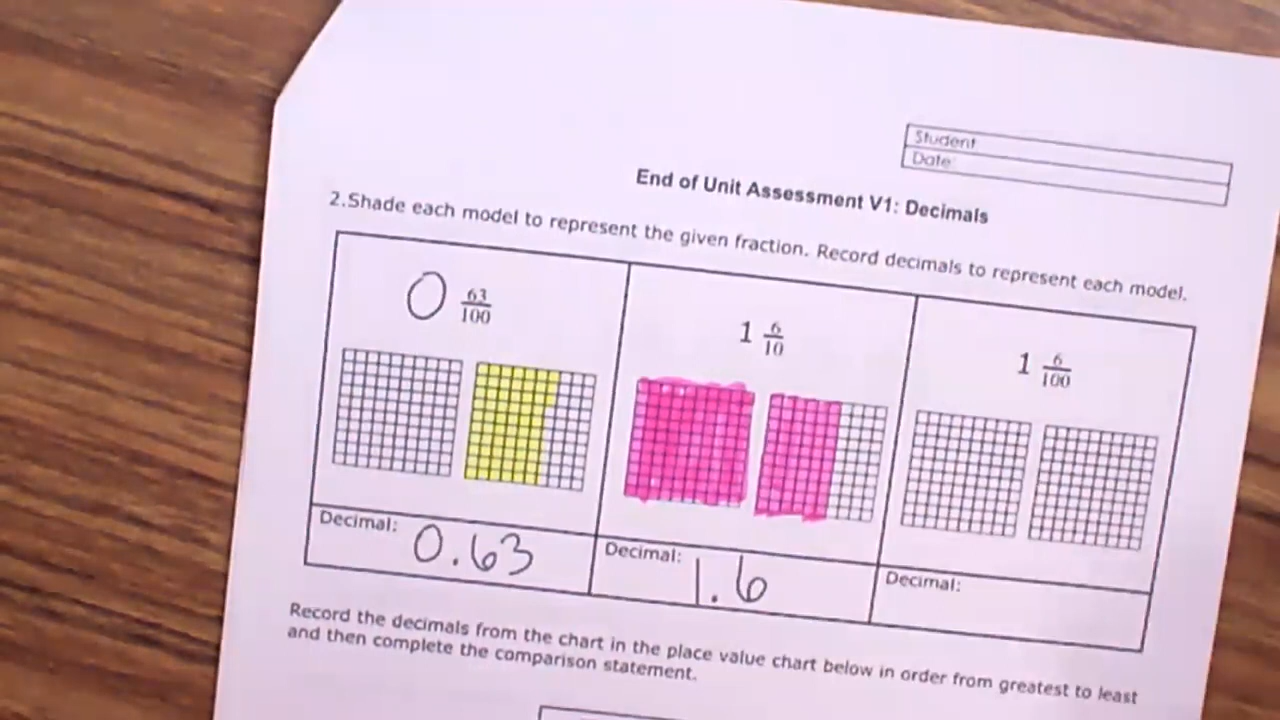 Student
Date:
End of Unit Assessment V1: Decimals
2.Shade each model to represent the given fraction. Record decimals to represent each model.
0 63/100
1 6/10
1 6/100
Decimal: 0.63
Decimal: 1.6
Decimal:
Record the decimals from the chart in the place value chart below in order from greatest to least
and then complete the comparison statement.